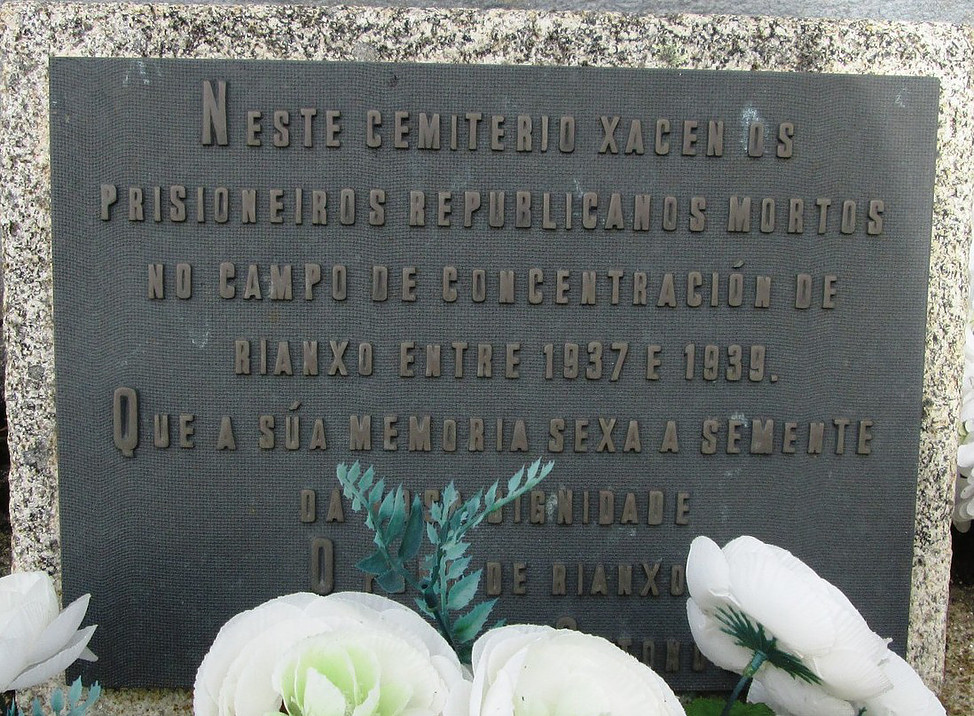 NESTE CEMITERIO XACEN OS
PRISIONEIROS REPUBLICANOS MORTOS
NO CAMPO DE CONCENTRACIÓN DE
RIANXO ENTRE 1937 E 1939.
QUE A SÚA MEMORIA SEXA A SEMENTE
DA DIGNIDADE
O DE RIANXO